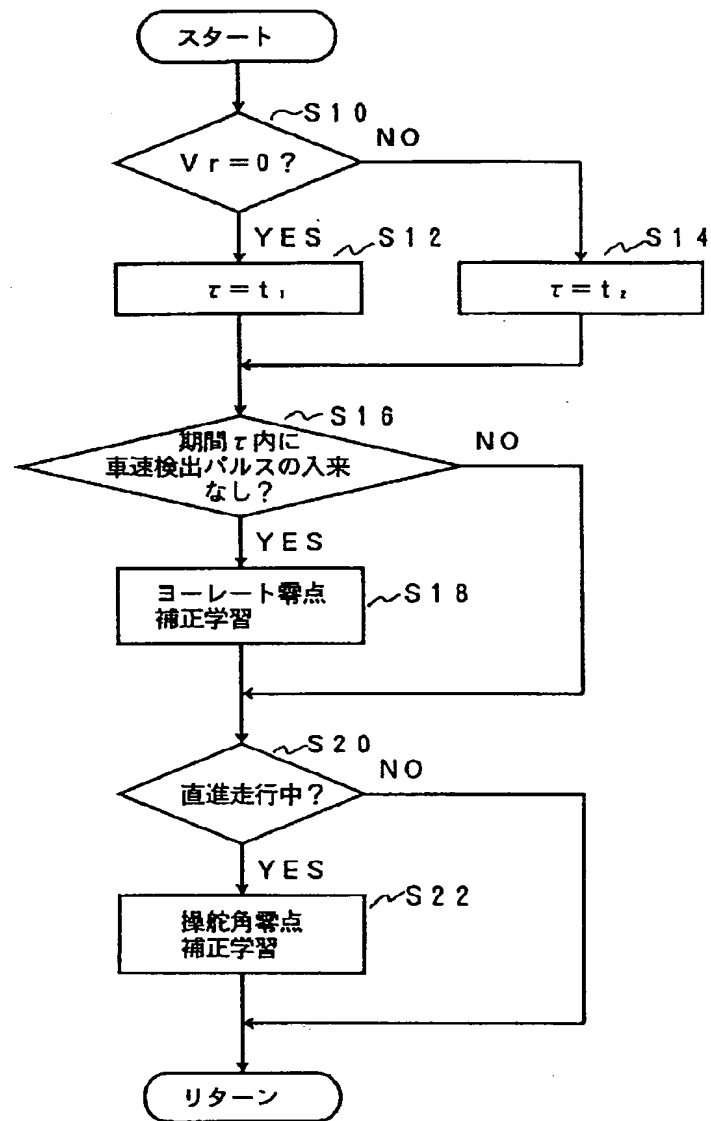 スタート
S10
Vr=0?
NO
YES
S12
S14
τ=t₁
τ=t₂
S16
期間τ内に
車速検出パルスの入来
なし?
NO
YES
ヨーレート零点
補正学習
S18
S20
直進走行中?
NO
YES
S22
操舵角零点
補正学習
リターン